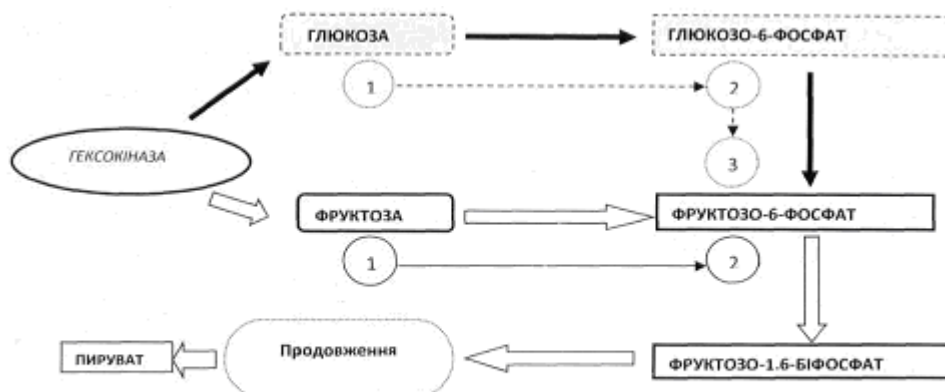 ГЛЮКОЗА
ГЛЮКОЗО-6-ФОСФАТ
1
2
3
ГЕКСОКІНАЗА
ФРУКТОЗА
ФРУКТОЗО-6-ФОСФАТ
1
2
ПИРУВАТ
Продовження
ФРУКТОЗО-1.6-БІФОСФАТ